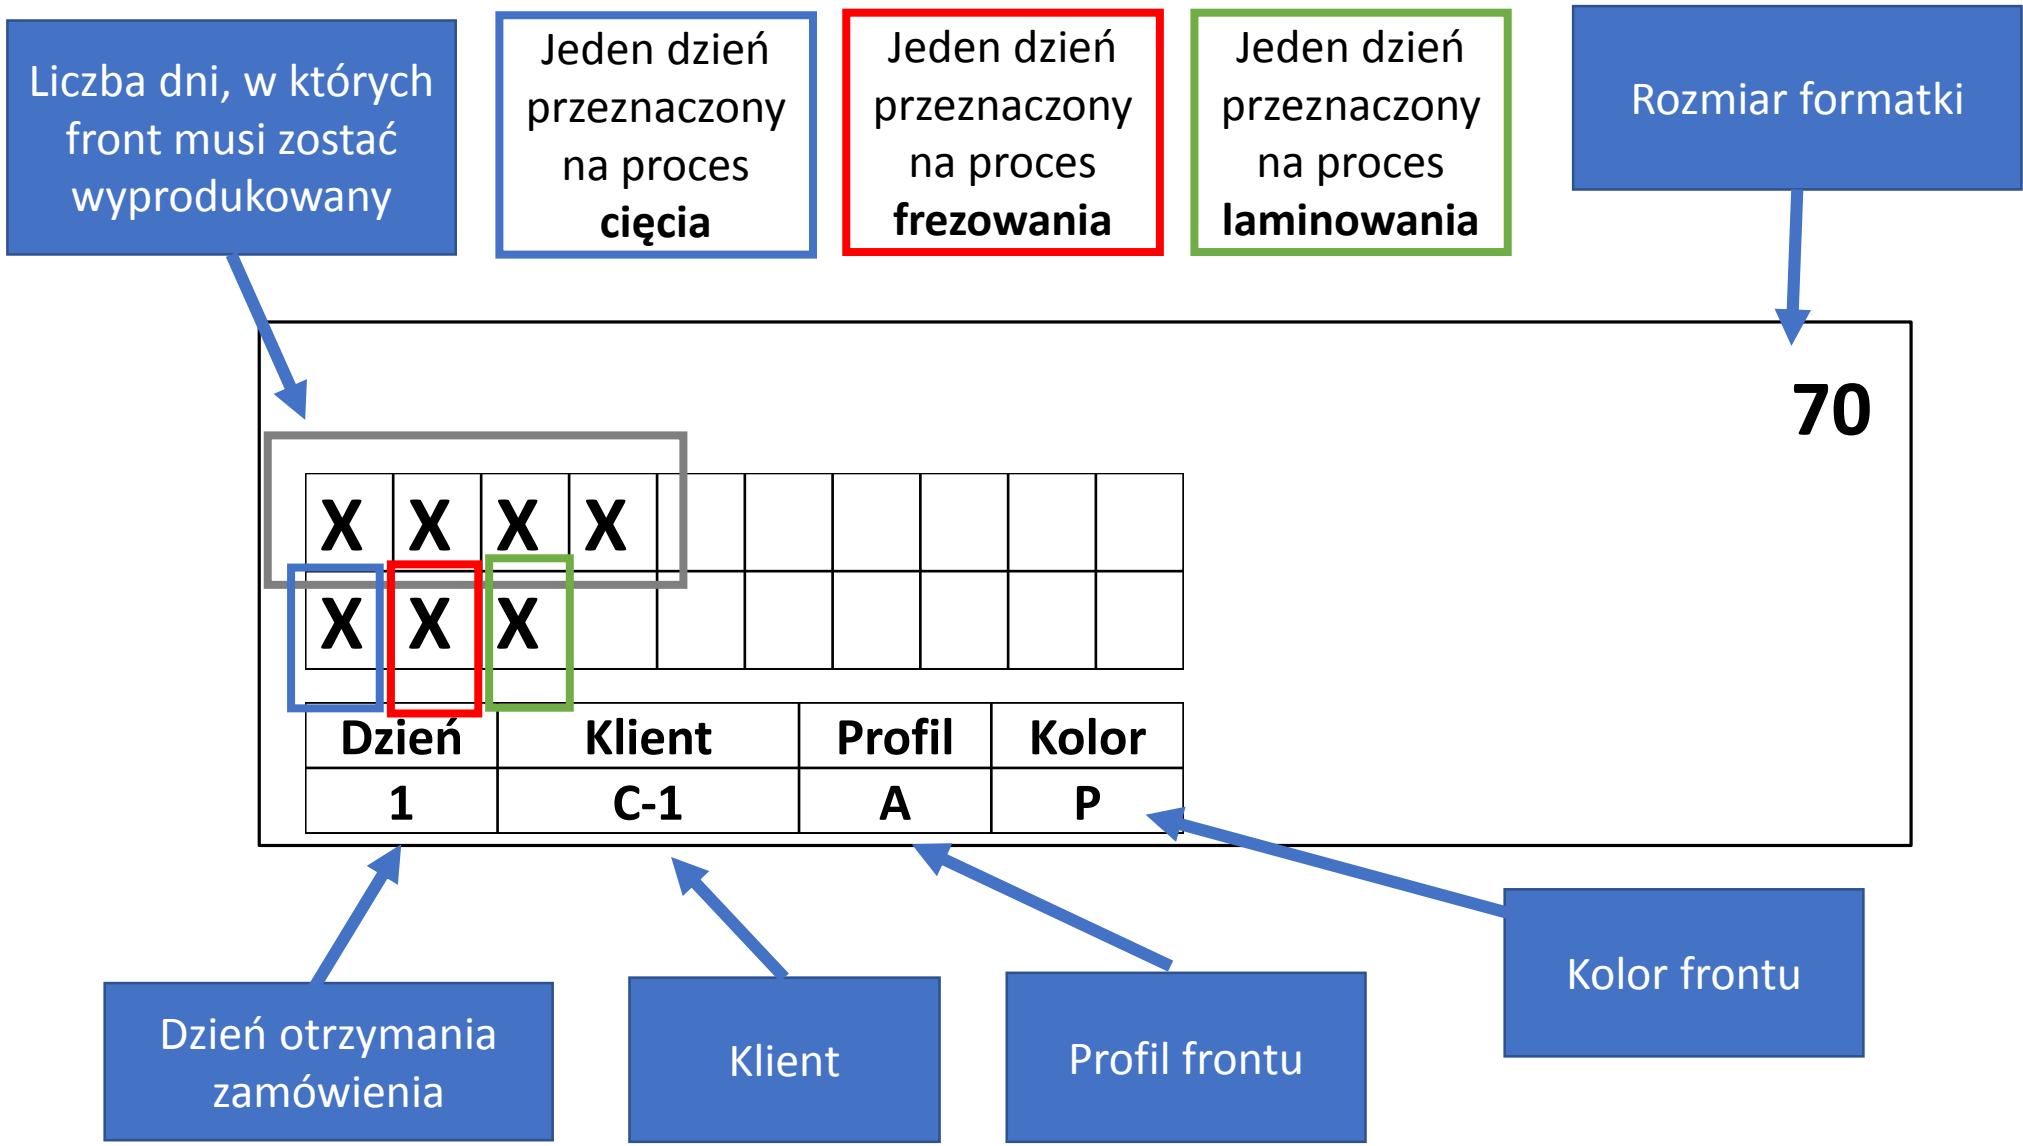 Liczba dni, w których
front musi zostać
wyprodukowany
Jeden dzień
przeznaczony
na proces
cięcia
Jeden dzień
przeznaczony
na proces
frezowania
Jeden dzień
przeznaczony
na proces
laminowania
Rozmiar formatki
70
X X X X
X X X
Dzień Klient Profil Kolor
1 C-1 A P
Dzień otrzymania
zamówienia
Klient
Profil frontu
Kolor frontu